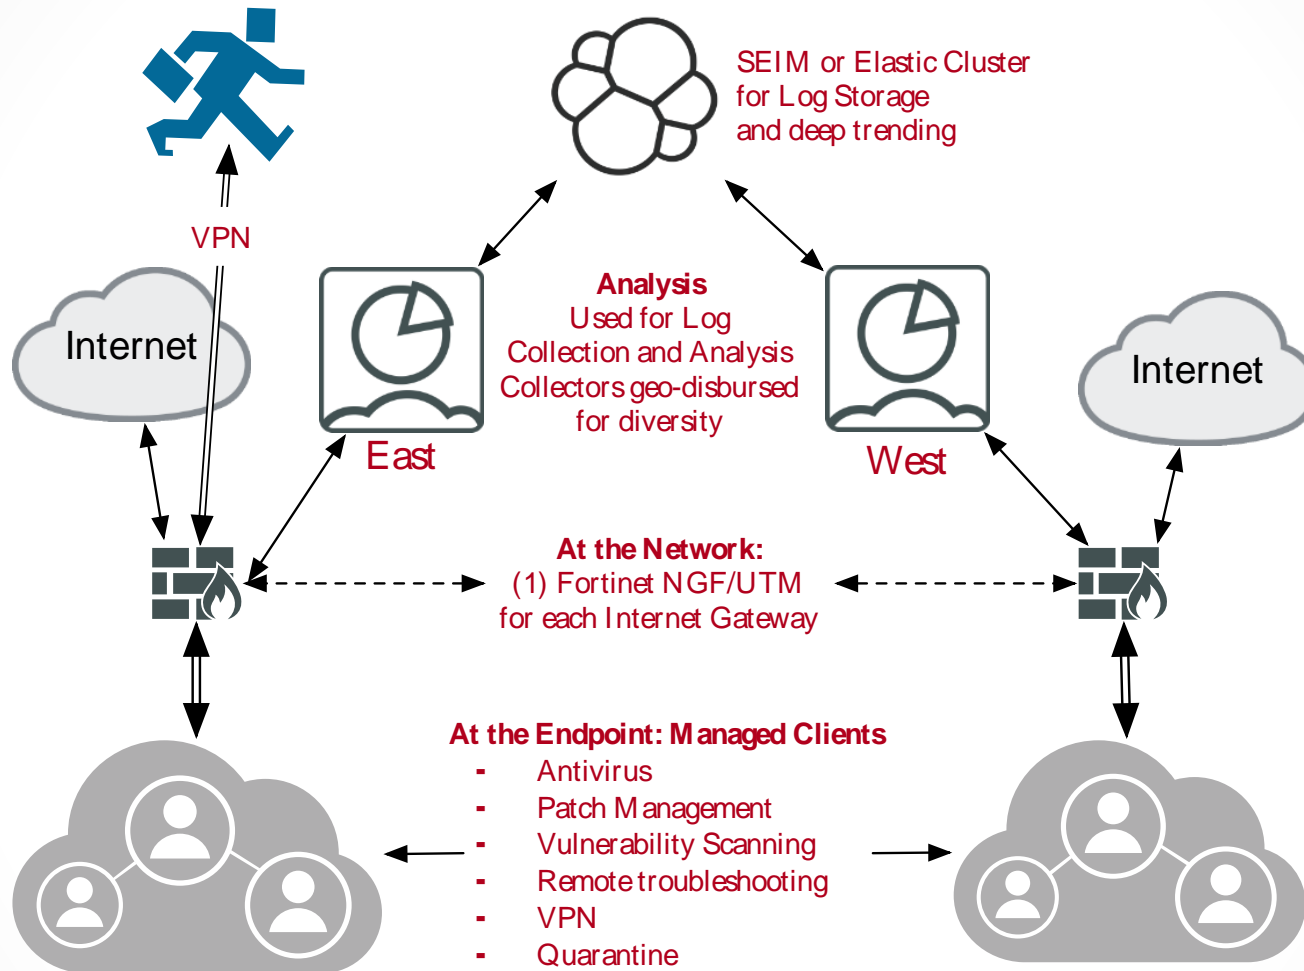 SEIM or Elastic Cluster
for Log Storage
and deep trending
VPN
Internet
Analysis
Used for Log
Collection and Analysis
Collectors geo-disbursed
for diversity
Internet
East
West
At the Network:
(1) Fortinet NGF/UTM
for each Internet Gateway
At the Endpoint: Managed Clients
- Antivirus
- Patch Management
- Vulnerability Scanning
- Remote troubleshooting
- VPN
- Quarantine